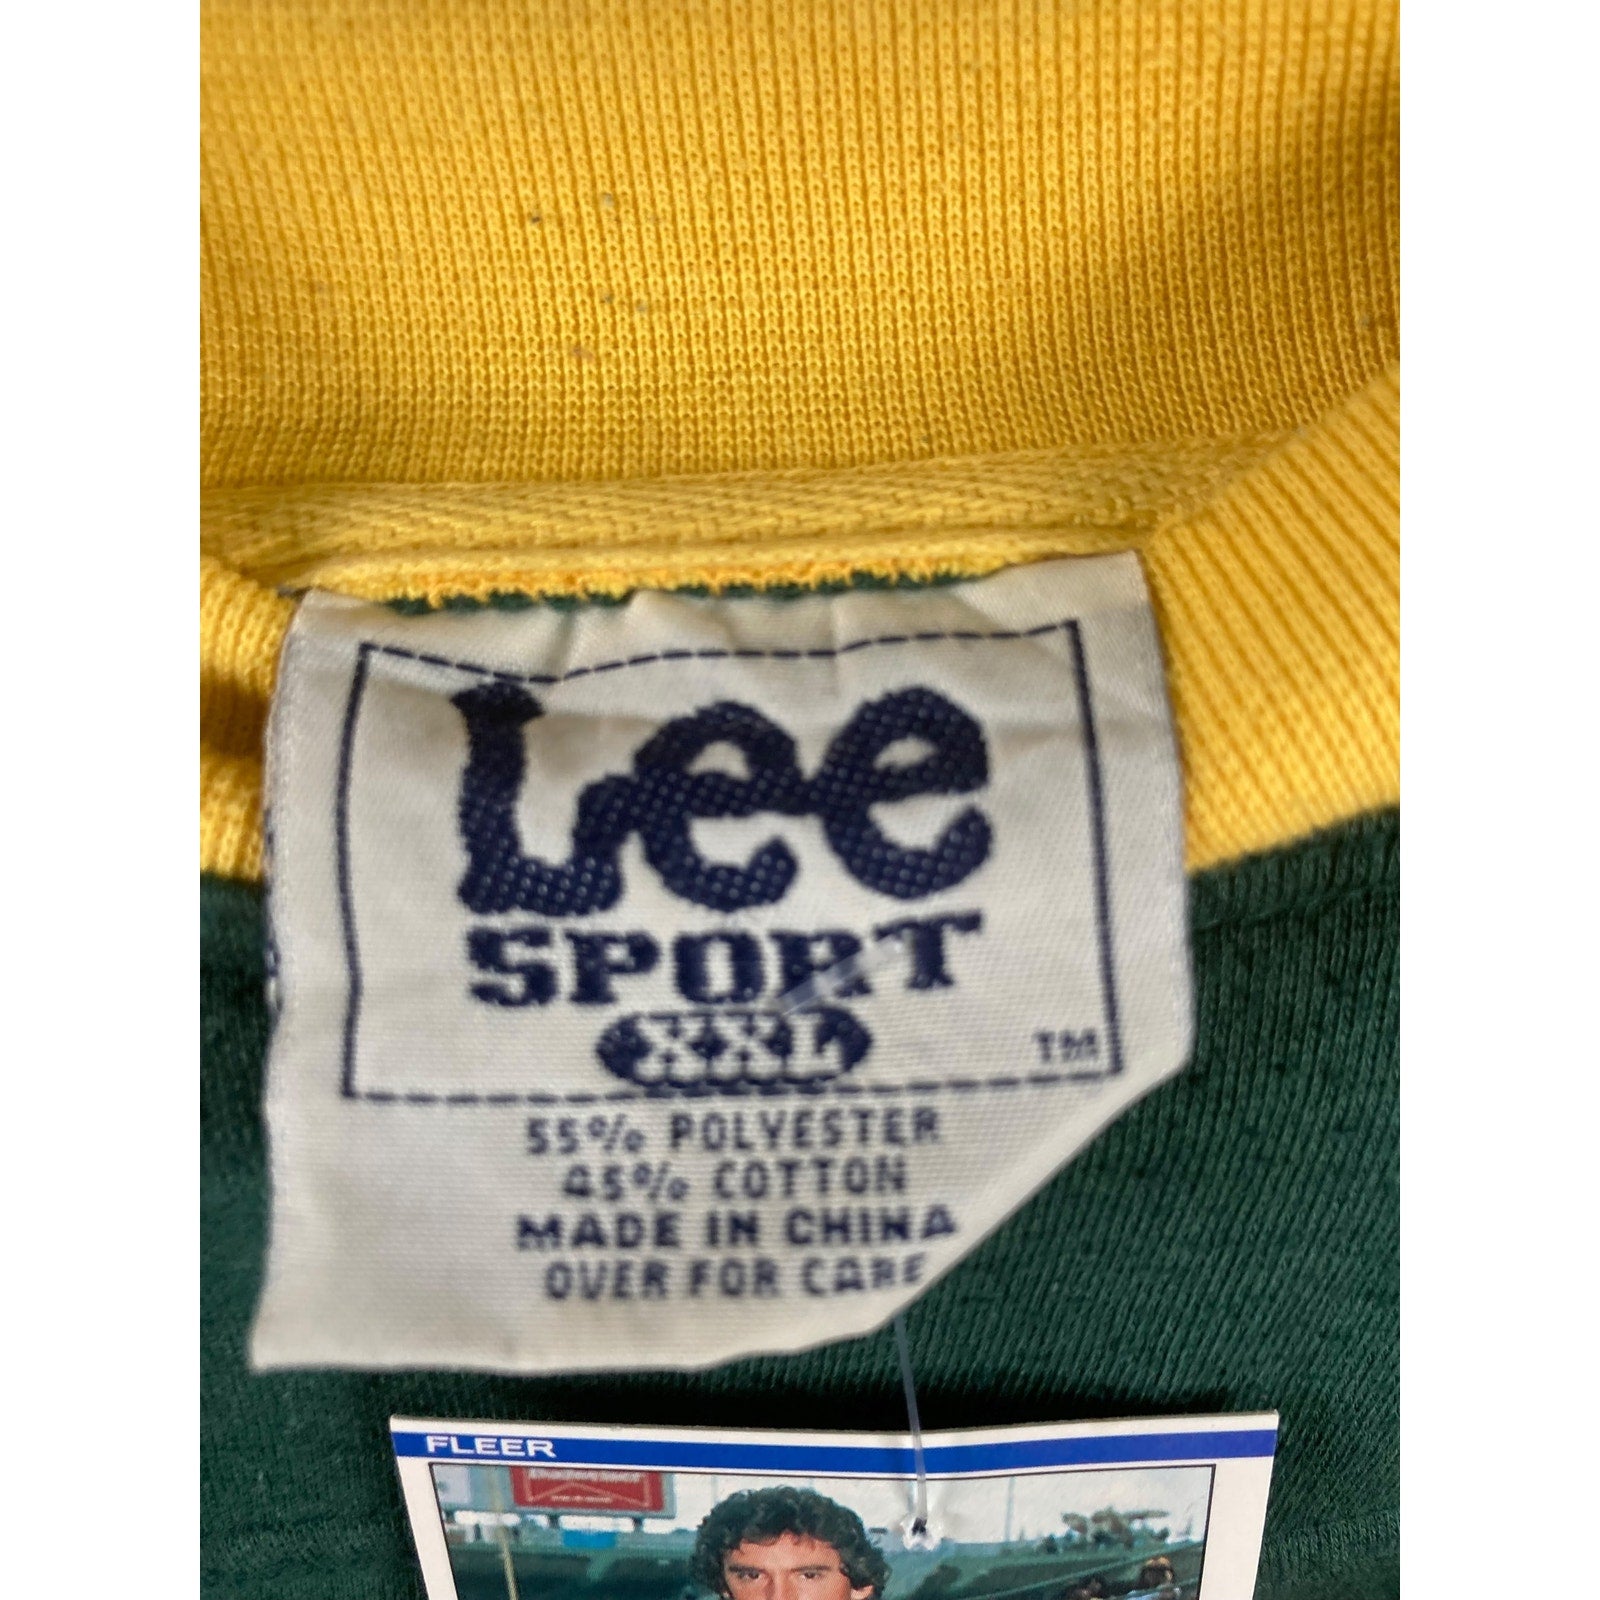 Lee
SPORT
XXL
TM
55% POLYESTER
45% COTTON
MADE IN CHINA
OVER FOR CARE
FLEER